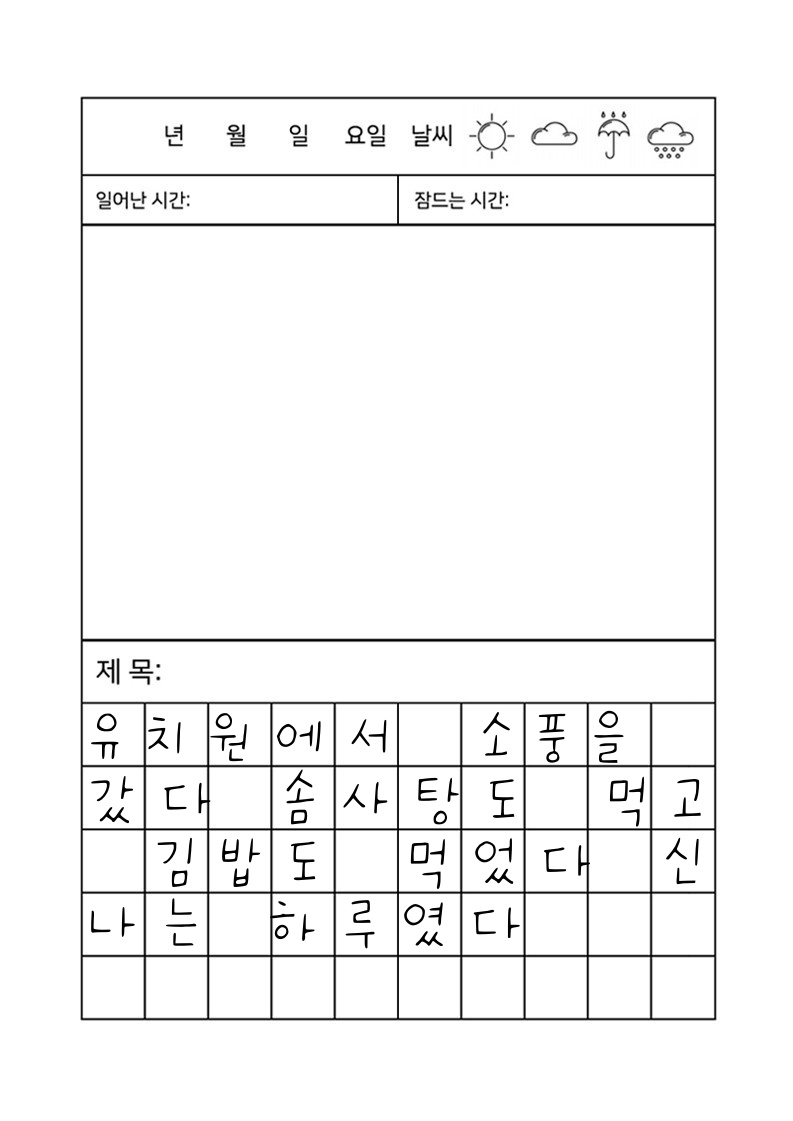 년 월 일 요일 날씨
일어난 시간: 잠드는 시간:
제 목:
유치원에서 소풍을
갔다 솜사탕도 먹고
김밥도 먹었다 신
나는 하루였다